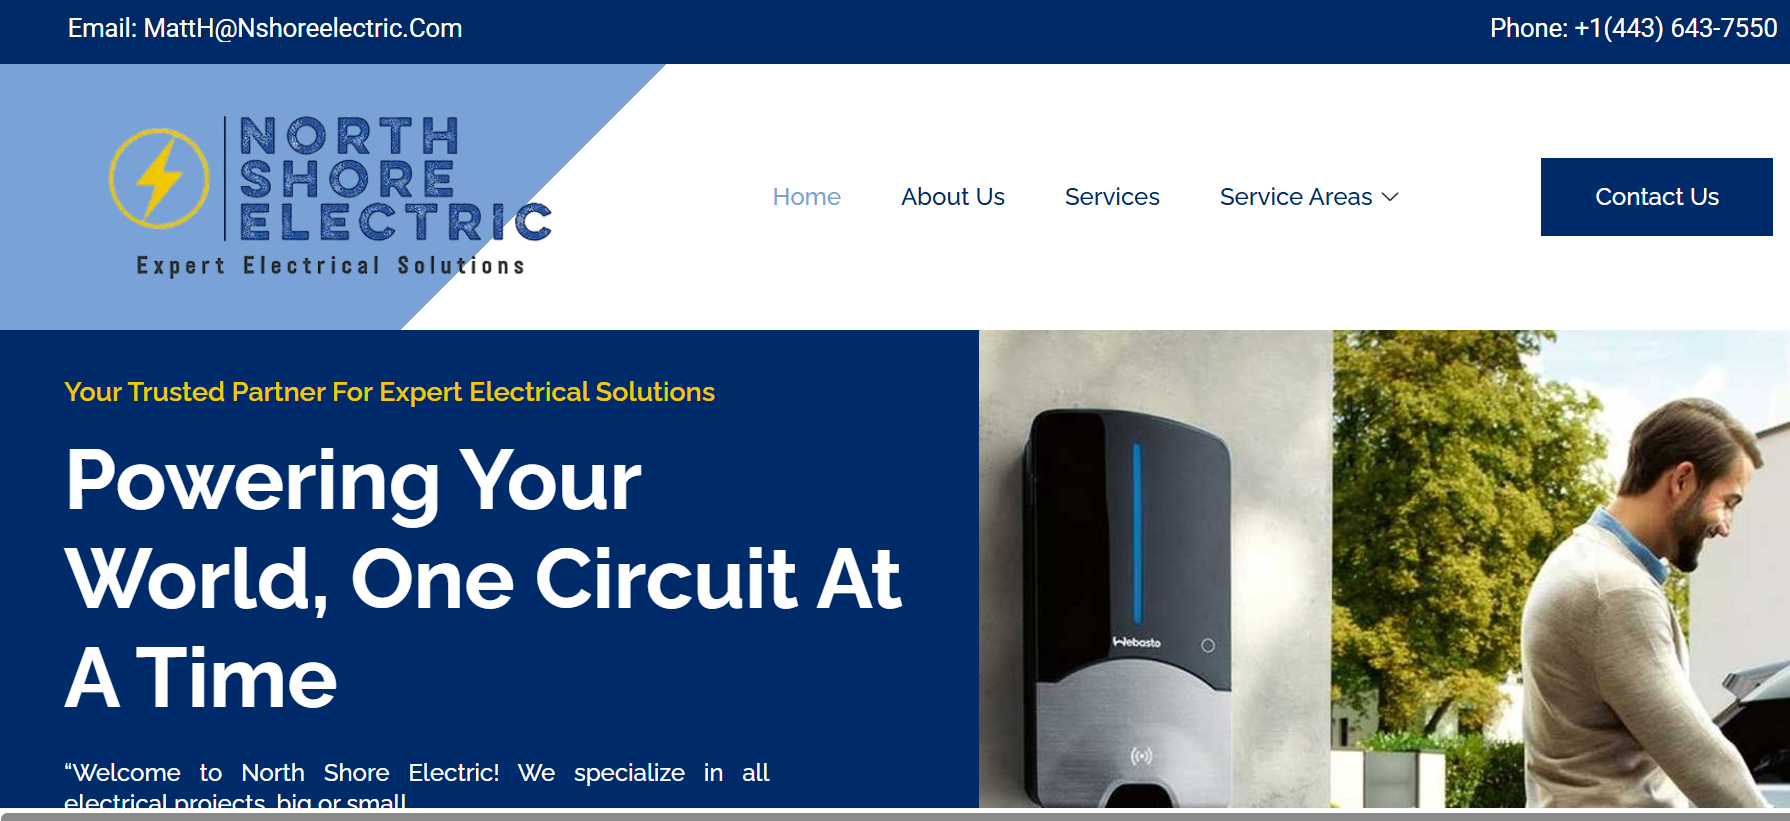 Email: MattH@Nshoreelectric.Com
Phone: +1(443) 643-7550
NORTH
SHORE
ELECTRIC
Expert Electrical Solutions
Home
About Us
Services
Service Areas
Contact Us
Your Trusted Partner For Expert Electrical Solutions
Powering Your
World, One Circuit At
A Time
“Welcome to North Shore Electric! We specialize in all
electrical projects, big or small
Webasto